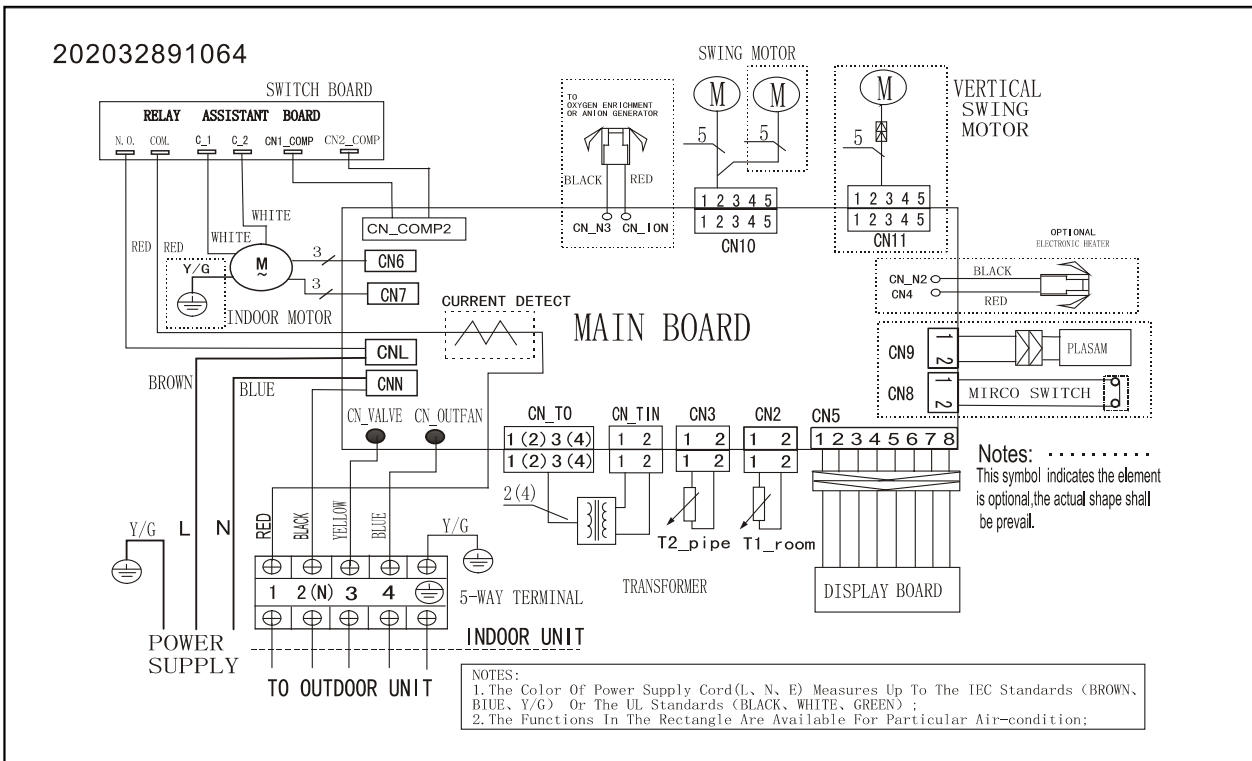 202032891064
SWITCH BOARD
RELAY ASSISTANT BOARD
N.O. COM. C_1 C_2 CN1_COMP CN2_COMP
WHITE
WHITE
RED RED
Y/G
M
~
INDOOR MOTOR
3
3
CN_COMP2
CN6
CN7
CNL
CNN
BROWN
BLUE
CURRENT DETECT
MAIN BOARD
TO
OXYGEN ENRICHMENT
OR ANION GENERATOR
BLACK RED
CN_N3 CN_ION
SWING MOTOR
M M
5 5
1 2 3 4 5
1 2 3 4 5
CN10
M
5
1 2 3 4 5
1 2 3 4 5
CN11
VERTICAL
SWING
MOTOR
OPTIONAL
ELECTRONIC HEATER
CN_N2 BLACK
CN4 RED
CN9 1 2 PLASAM
CN8 1 2 MIRCO SWITCH
CN_VALVE CN_OUTFAN
CN_TO CN_TIN CN3 CN2 CN5
1(2)3(4) 1 2 1 2 1 2 1 2 3 4 5 6 7 8
1(2)3(4) 1 2 1 2 1 2
2(4)
T2_pipe T1_room
TRANSFORMER
DISPLAY BOARD
Notes: ........
This symbol indicates the element
is optional,the actual shape shall
be prevail.
Y/G L N RED BLACK YELLOW BLUE Y/G
1 2(N) 3 4
5-WAY TERMINAL
POWER
SUPPLY
INDOOR UNIT
TO OUTDOOR UNIT
NOTES:
1.The Color Of Power Supply Cord(L、N、E) Measures Up To The IEC Standards (BROWN、
BIUE、Y/G) Or The UL Standards (BLACK、WHITE、GREEN) ;
2.The Functions In The Rectangle Are Available For Particular Air-condition;